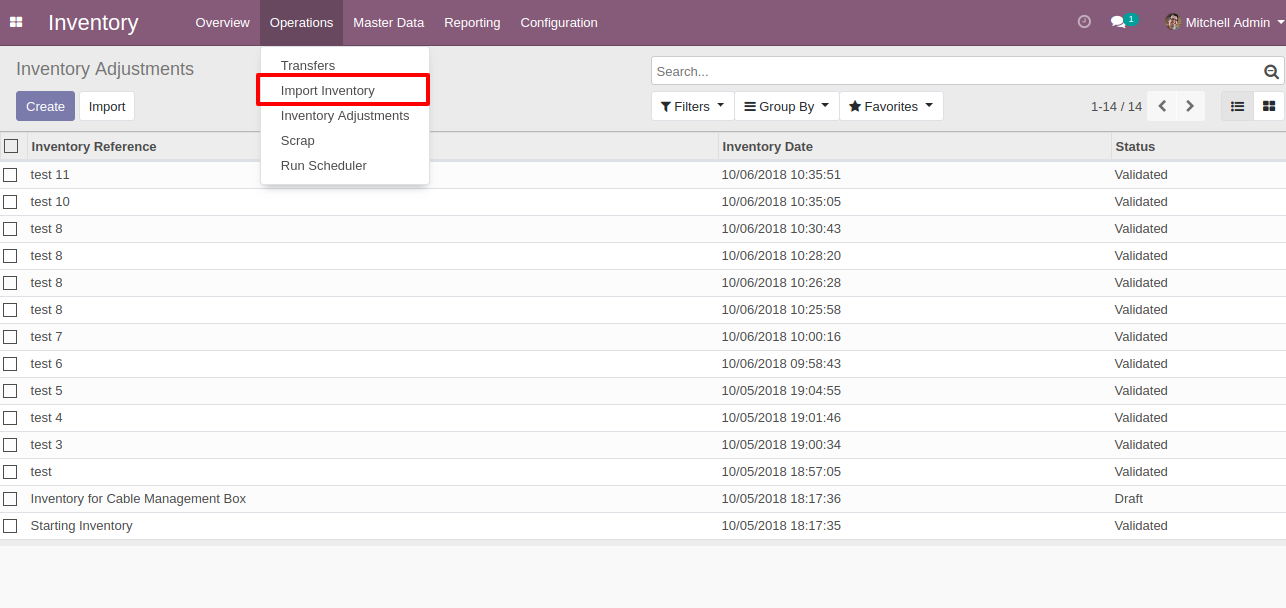 Inventory Overview Operations Master Data Reporting Configuration 1 Mitchell Admin
Inventory Adjustments
Create Import
Transfers
Import Inventory
Inventory Adjustments
Scrap
Run Scheduler
Search...
Filters Group By Favorites 1-14 / 14
Inventory Reference Inventory Date Status
test 11 10/06/2018 10:35:51 Validated
test 10 10/06/2018 10:35:05 Validated
test 8 10/06/2018 10:30:43 Validated
test 8 10/06/2018 10:28:20 Validated
test 8 10/06/2018 10:26:28 Validated
test 8 10/06/2018 10:25:58 Validated
test 7 10/06/2018 10:00:16 Validated
test 6 10/06/2018 09:58:43 Validated
test 5 10/05/2018 19:04:55 Validated
test 4 10/05/2018 19:01:46 Validated
test 3 10/05/2018 19:00:34 Validated
test 10/05/2018 18:57:05 Validated
Inventory for Cable Management Box 10/05/2018 18:17:36 Draft
Starting Inventory 10/05/2018 18:17:35 Validated